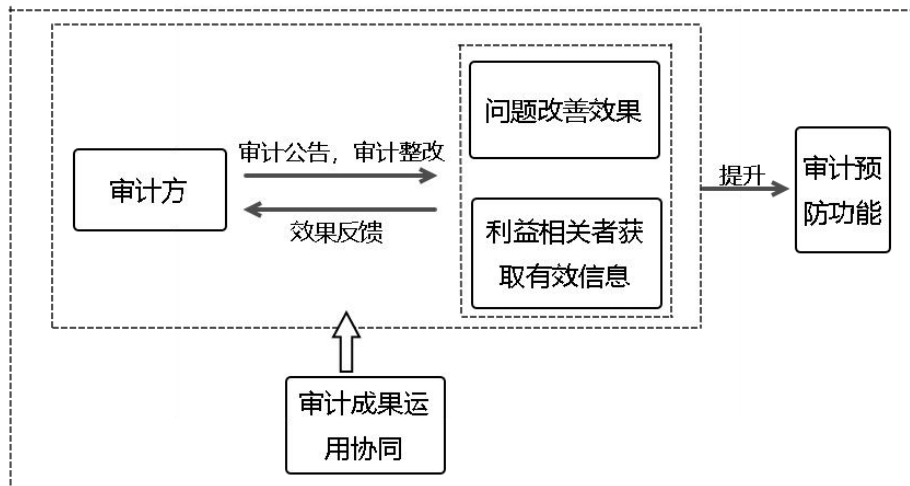 问题改善效果
审计公告，审计整改
审计方
效果反馈
利益相关者获
取有效信息
提升
审计预
防功能
审计成果运
用协同